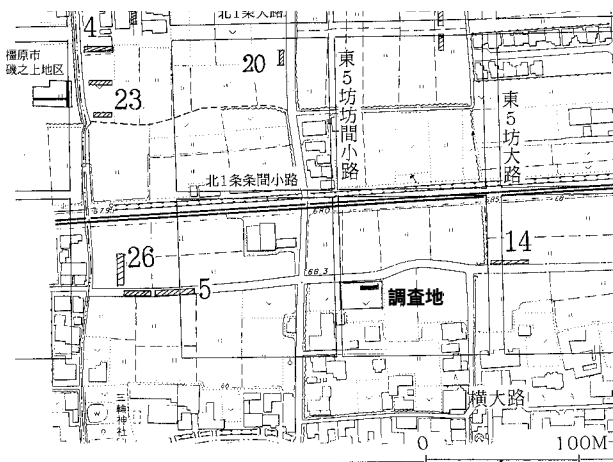 北1条大路
4
橿原市
磯之上地区
20
東5坊坊間小路
23
東5坊大路
北1条条間小路
26
5
68.3
14
調査地
三輪神社
横大路
0 100M